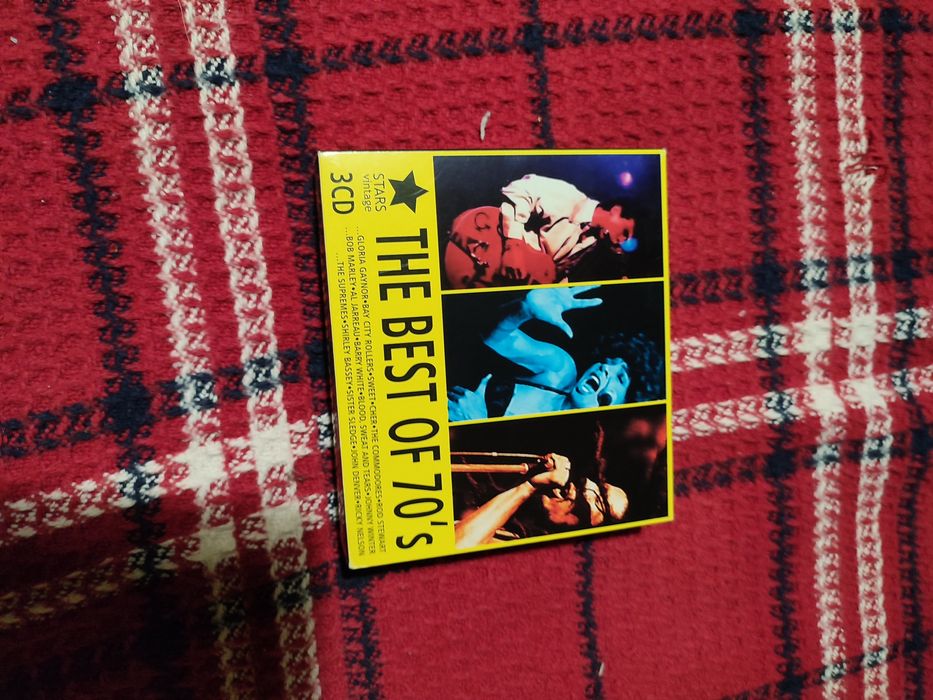 STARS
vintage
3CD
THE BEST OF 70's
...GLORIA GAYNOR•BAY CITY ROLLERS•SWEET•CHER•THE COMMODORES•ROD STEWART
...BOB MARLEY•AL JARREAU•BARRY WHITE•BLOOD, SWEAT AND TEARS•JOHNNY WINTER
...THE SUPREMES•SHIRLEY BASSEY•SISTER SLEDGE•JOHN DENVER•RICKY NELSON